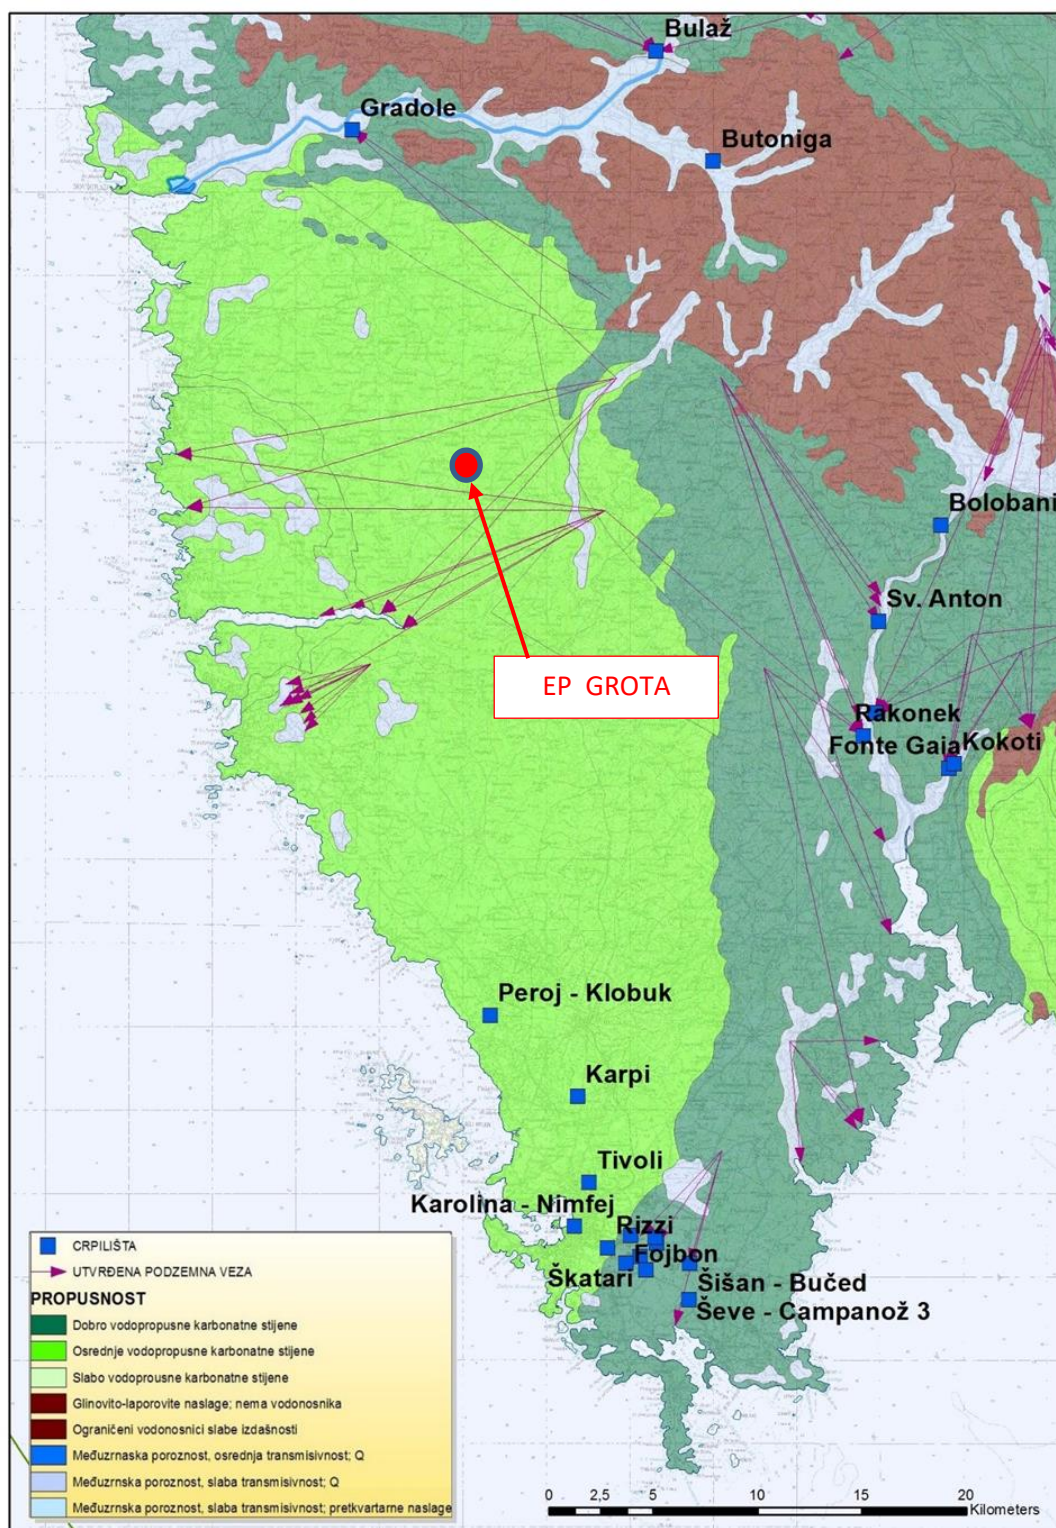 Bulaž
Gradole
Butoniga
Bolobani
Sv. Anton
EP GROTA
Rakonek
Fonte Gaia
Kokoti
Peroj - Klobuk
Karpi
Tivoli
Karolina - Nimfej
Rizzi
Fojbon
Škatari
Šišan - Bučed
Ševe - Campanož 3
CRPILIŠTA
UTVRĐENA PODZEMNA VEZA
PROPUSNOST
Dobro vodopropusne karbonatne stijene
Osrednje vodopropusne karbonatne stijene
Slabo vodoprousne karbonatne stijene
Glinovito-laporovite naslage; nema vodonosnika
Ograničeni vodonosnici slabe izdašnosti
Međuzrnaska poroznost, osrednja transmisivnost; Q
Međuzrnska poroznost, slaba transmisivnost; Q
Međuzrnska poroznost, slaba transmisivnost; pretkvartarne naslage
0 2,5 5 10 15 20
Kilometers